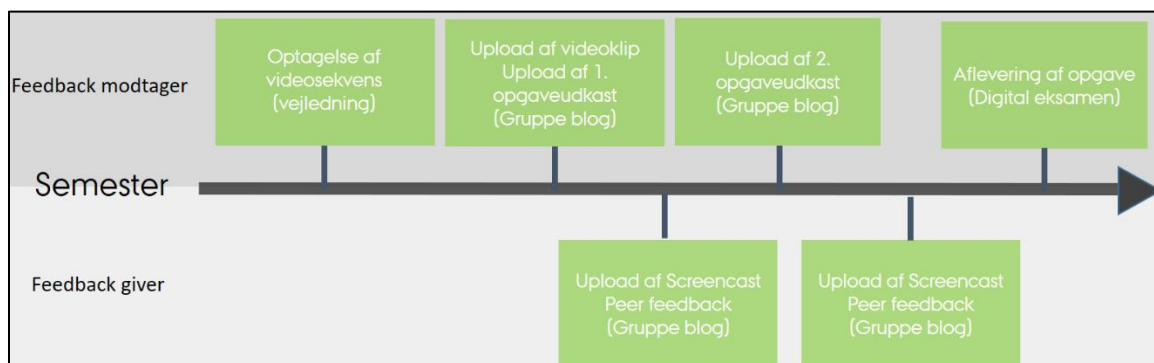 Feedback modtager
Optagelse af
videosekvens
(vejledning)
Upload af videoklip
Upload af 1.
opgaveudkast
(Gruppe blog)
Upload af 2.
opgaveudkast
(Gruppe blog)
Aflevering af opgave
(Digital eksamen)
Semester
Feedback giver
Upload af Screencast
Peer feedback
(Gruppe blog)
Upload af Screencast
Peer feedback
(Gruppe blog)